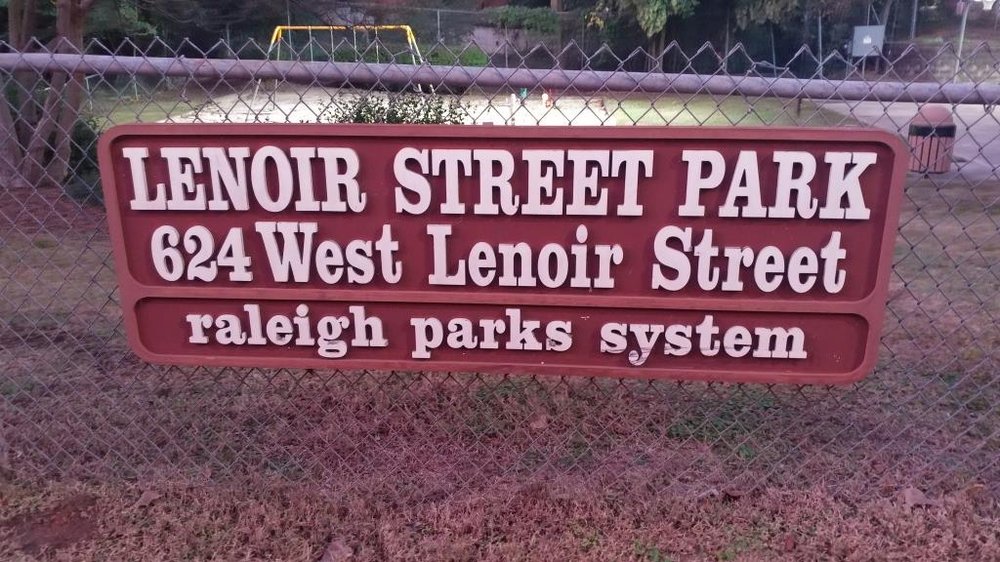 LENOIR STREET PARK
624 West Lenoir Street
raleigh parks system